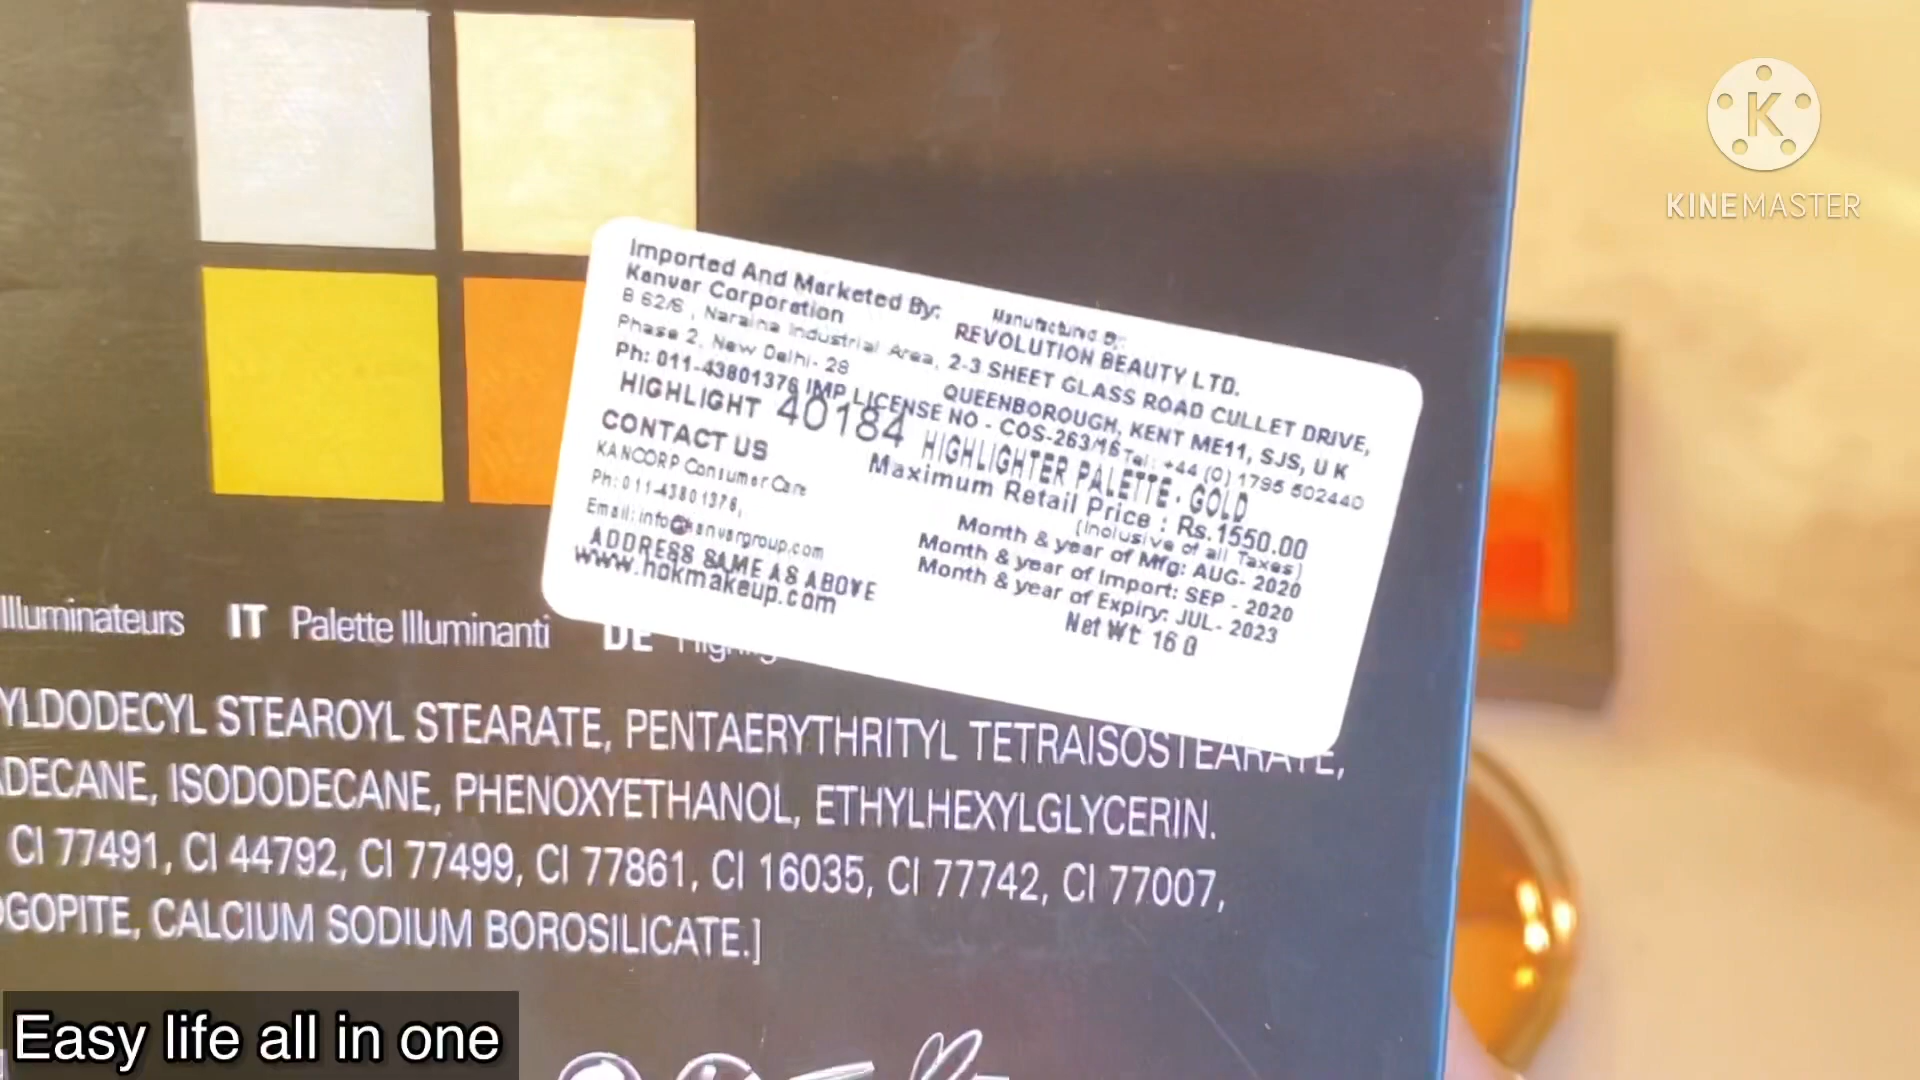 KINEMASTER
Imported And Marketed By:
Kanvar Corporation
B 62/6, Naraina Industrial Area,
Phase 2, New Delhi- 28
Ph: 011-43801376 IMP LICENSE NO - COS-263/16
Manufactured By:
REVOLUTION BEAUTY LTD.
2-3 SHEET GLASS ROAD CULLET DRIVE,
QUEENBOROUGH, KENT ME11, SJS, U K
Tel: +44 (0) 1795 502440
HIGHLIGHT 40184 HIGHLIGHTER PALETTE - GOLD
Maximum Retail Price : Rs.1550.00
(Inclusive of all Taxes)
Month & year of Mfg: AUG- 2020
Month & year of Import: SEP - 2020
Month & year of Expiry: JUL- 2023
Net Wt: 16 G
CONTACT US
KANCORP Consumer Care
Ph: 011-43801376,
Email: info@kanvargroup.com
ADDRESS SAME AS ABOVE
www.hokmakeup.com
Illuminateurs IT Palette Illuminanti DE
YLDODECYL STEAROYL STEARATE, PENTAERYTHRITYL TETRAISOSTEARATE,
DECANE, ISODODECANE, PHENOXYETHANOL, ETHYLHEXYLGLYCERIN.
CI 77491, CI 44792, CI 77499, CI 77861, CI 16035, CI 77742, CI 77007,
OGOPITE, CALCIUM SODIUM BOROSILICATE.]
Easy life all in one